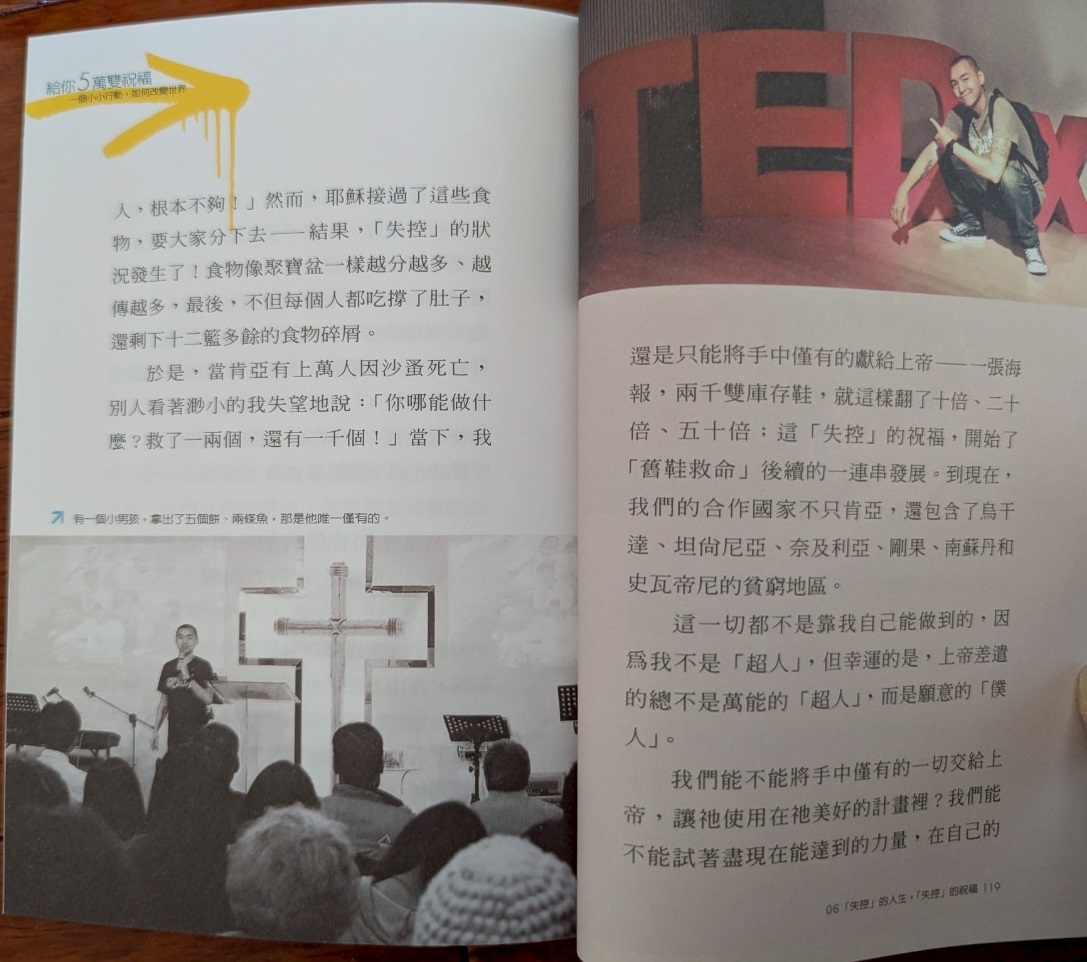 給你5萬雙祝福
一個小小行動，如何改變世界
人，根本不夠！」然而，耶穌接過了這些食
物，要大家分下去——結果，「失控」的狀
況發生了！食物像聚寶盆一樣越分越多、越
傳越多，最後，不但每個人都吃撐了肚子，
還剩下十二籃多餘的食物碎屑。
於是，當肯亞有上萬人因沙蚤死亡，
別人看著渺小的我失望地說：「你哪能做什
麼？救了一兩個，還有一千個！」當下，我
有一個小男孩，拿出了五個餅、兩條魚，那是他唯一僅有的。
TEDx
還是只能將手中僅有的獻給上帝——一張海
報，兩千雙庫存鞋，就這樣翻了十倍、二十
倍、五十倍；這「失控」的祝福，開始了
「舊鞋救命」後續的一連串發展。到現在，
我們的合作國家不只肯亞，還包含了烏干
達、坦尚尼亞、奈及利亞、剛果、南蘇丹和
史瓦帝尼的貧窮地區。
這一切都不是靠我自己能做到的，因
為我不是「超人」，但幸運的是，上帝差遣
的總不是萬能的「超人」，而是願意的「僕
人」。
我們能不能將手中僅有的一切交給上
帝，讓祂使用在祂美好的計畫裡？我們能
不能試著盡現在能達到的力量，在自己的
06「失控」的人生，「失控」的祝福 119